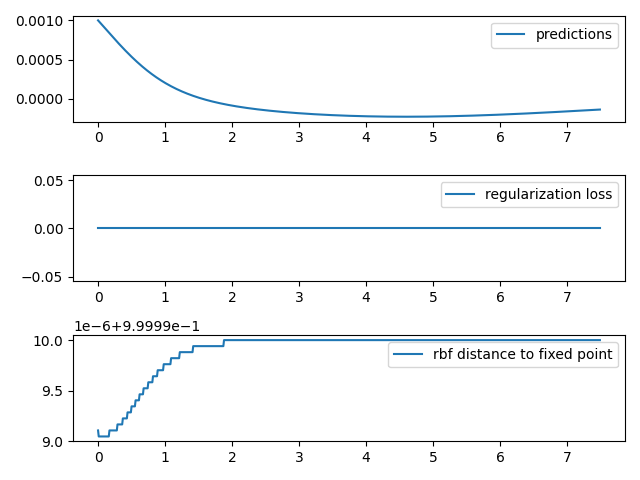 0.0010
0.0005
0.0000
predictions
0 1 2 3 4 5 6 7
0.05
0.00
−0.05
regularization loss
0 1 2 3 4 5 6 7
1e−6+9.9999e−1
10.0
9.5
9.0
rbf distance to fixed point
0 1 2 3 4 5 6 7